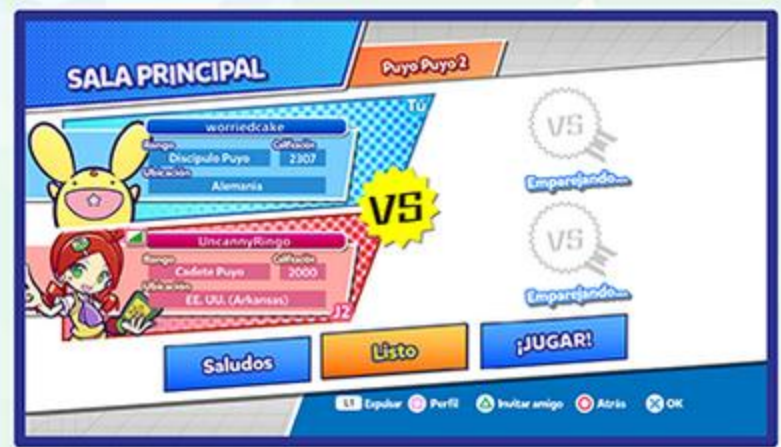 SALA PRINCIPAL
Puyo Puyo 2
Tú
worriedcake
Rango
Calificación
Discípulo Puyo
2307
Ubicación
Alemania
VS
UncannyRingo
Rango
Calificación
Cadete Puyo
2000
Ubicación
EE. UU. (Arkansas)
J2
VS
Emparejando...
VS
Emparejando...
Saludos
Listo
¡JUGAR!
L1 Expulsar Perfil Invitar amigo Atrás OK